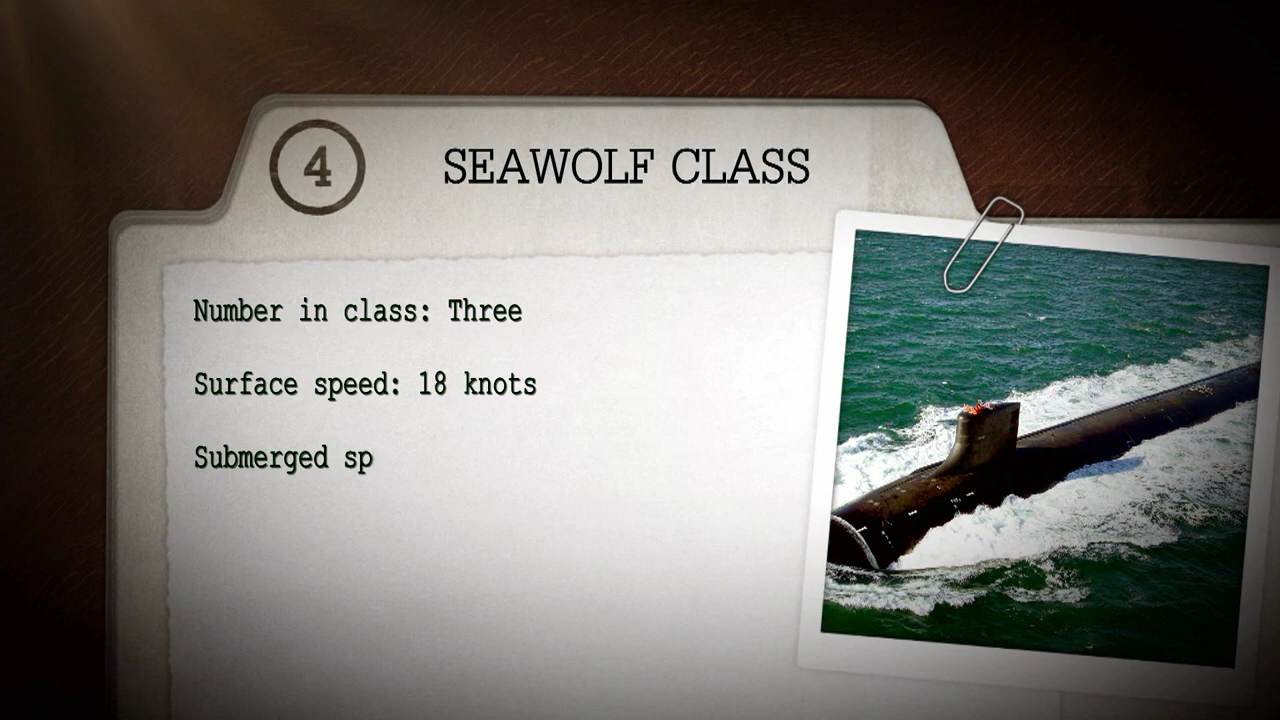 4
SEAWOLF CLASS
Number in class: Three
Surface speed: 18 knots
Submerged sp